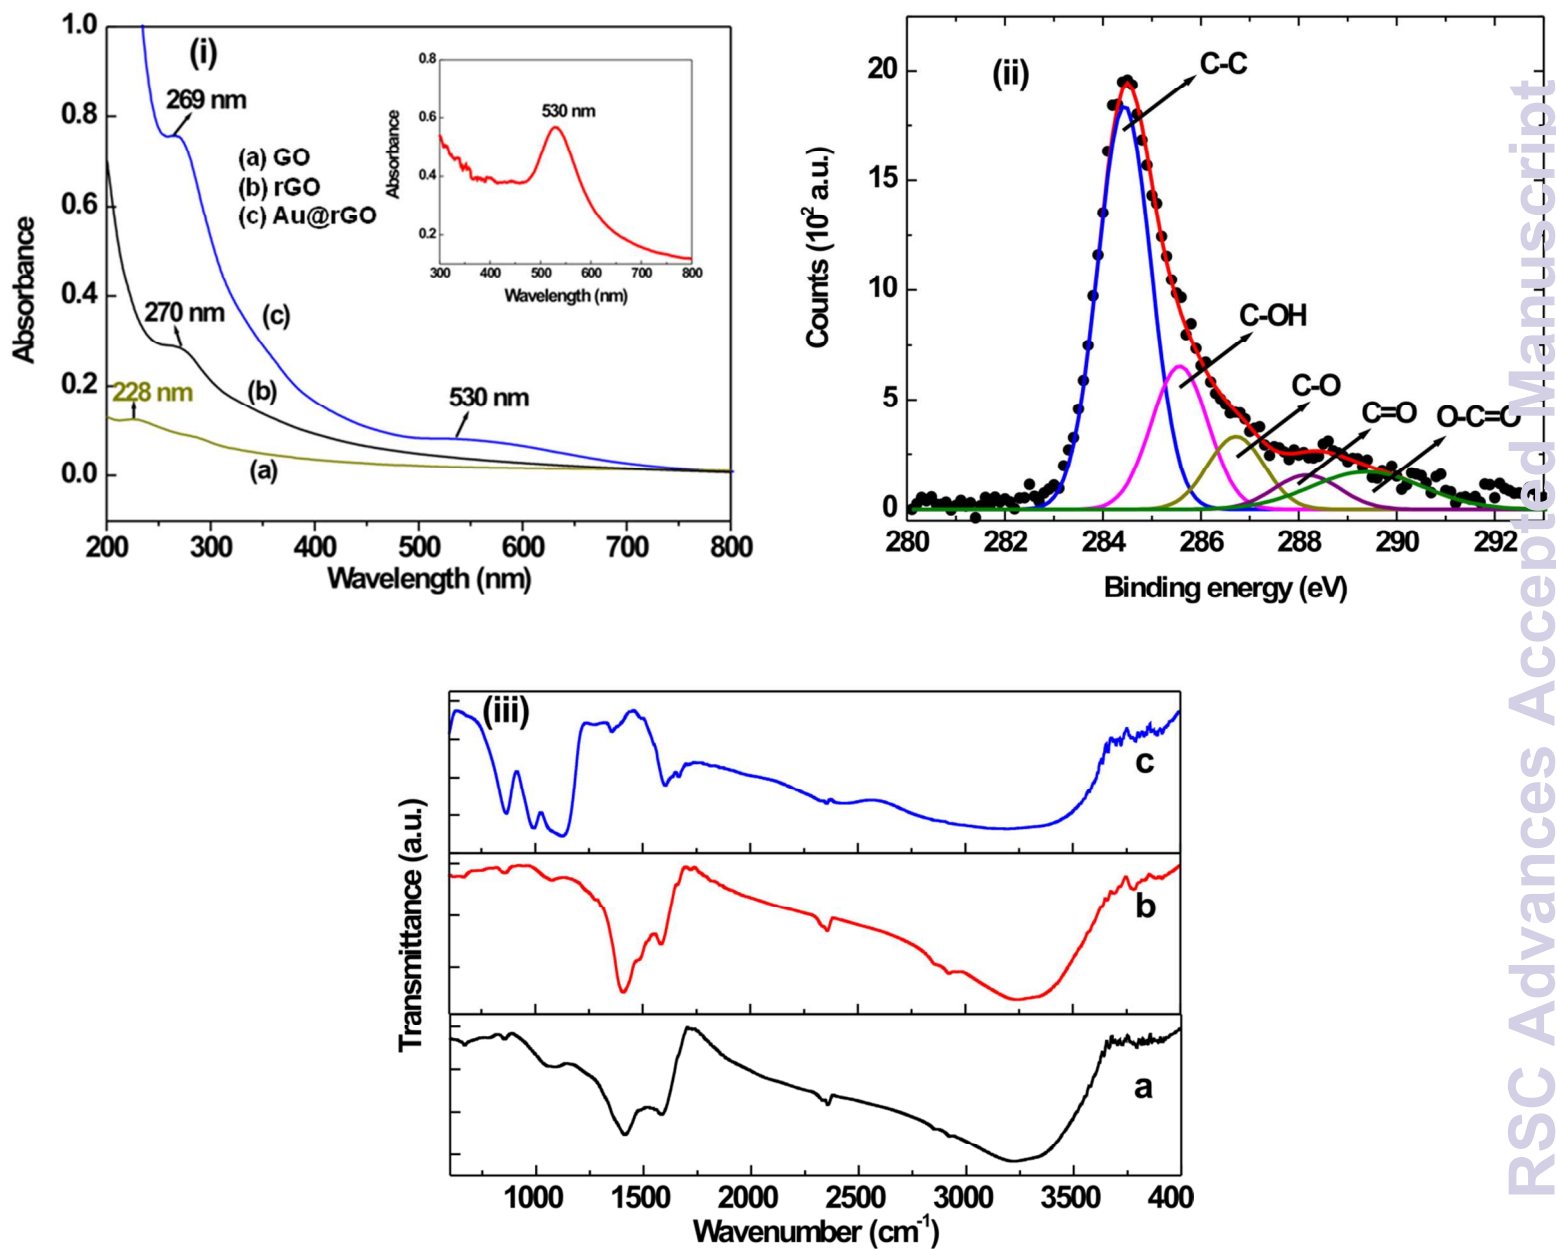 (i)
1.0
0.8
0.6
0.4
0.2
0.0
Absorbance
269 nm
270 nm
228 nm
530 nm
(a) GO
(b) rGO
(c) Au@rGO
(c)
(b)
(a)
200 300 400 500 600 700 800
Wavelength (nm)
0.8
0.6
0.4
0.2
Absorbance
530 nm
300 400 500 600 700 800
Wavelength (nm)
(ii)
20
15
10
5
0
Counts (10² a.u.)
C-C
C-OH
C-O
C=O
O-C=O
280 282 284 286 288 290 292
Binding energy (eV)
(iii)
c
b
a
Transmittance (a.u.)
1000 1500 2000 2500 3000 3500 400
Wavenumber (cm⁻¹)
RSC Advances Accepted Manuscript